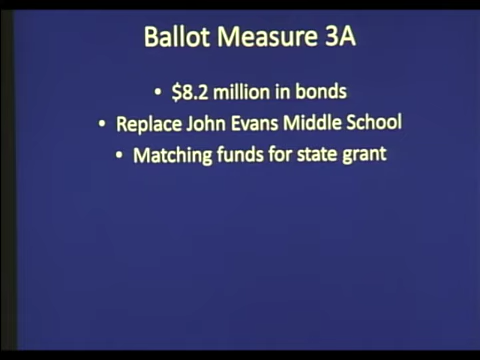 Ballot Measure 3A
• $8.2 million in bonds
• Replace John Evans Middle School
• Matching funds for state grant